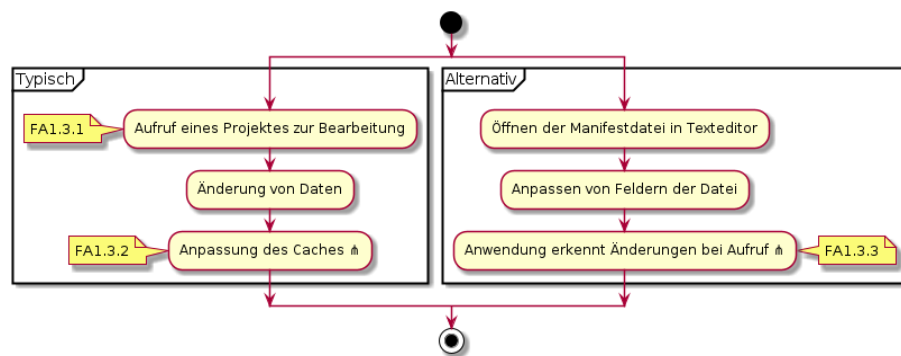 Typisch
FA1.3.1
Aufruf eines Projektes zur Bearbeitung
Änderung von Daten
FA1.3.2
Anpassung des Caches ⋔
Alternativ
Öffnen der Manifestdatei in Texteditor
Anpassen von Feldern der Datei
Anwendung erkennt Änderungen bei Aufruf ⋔
FA1.3.3